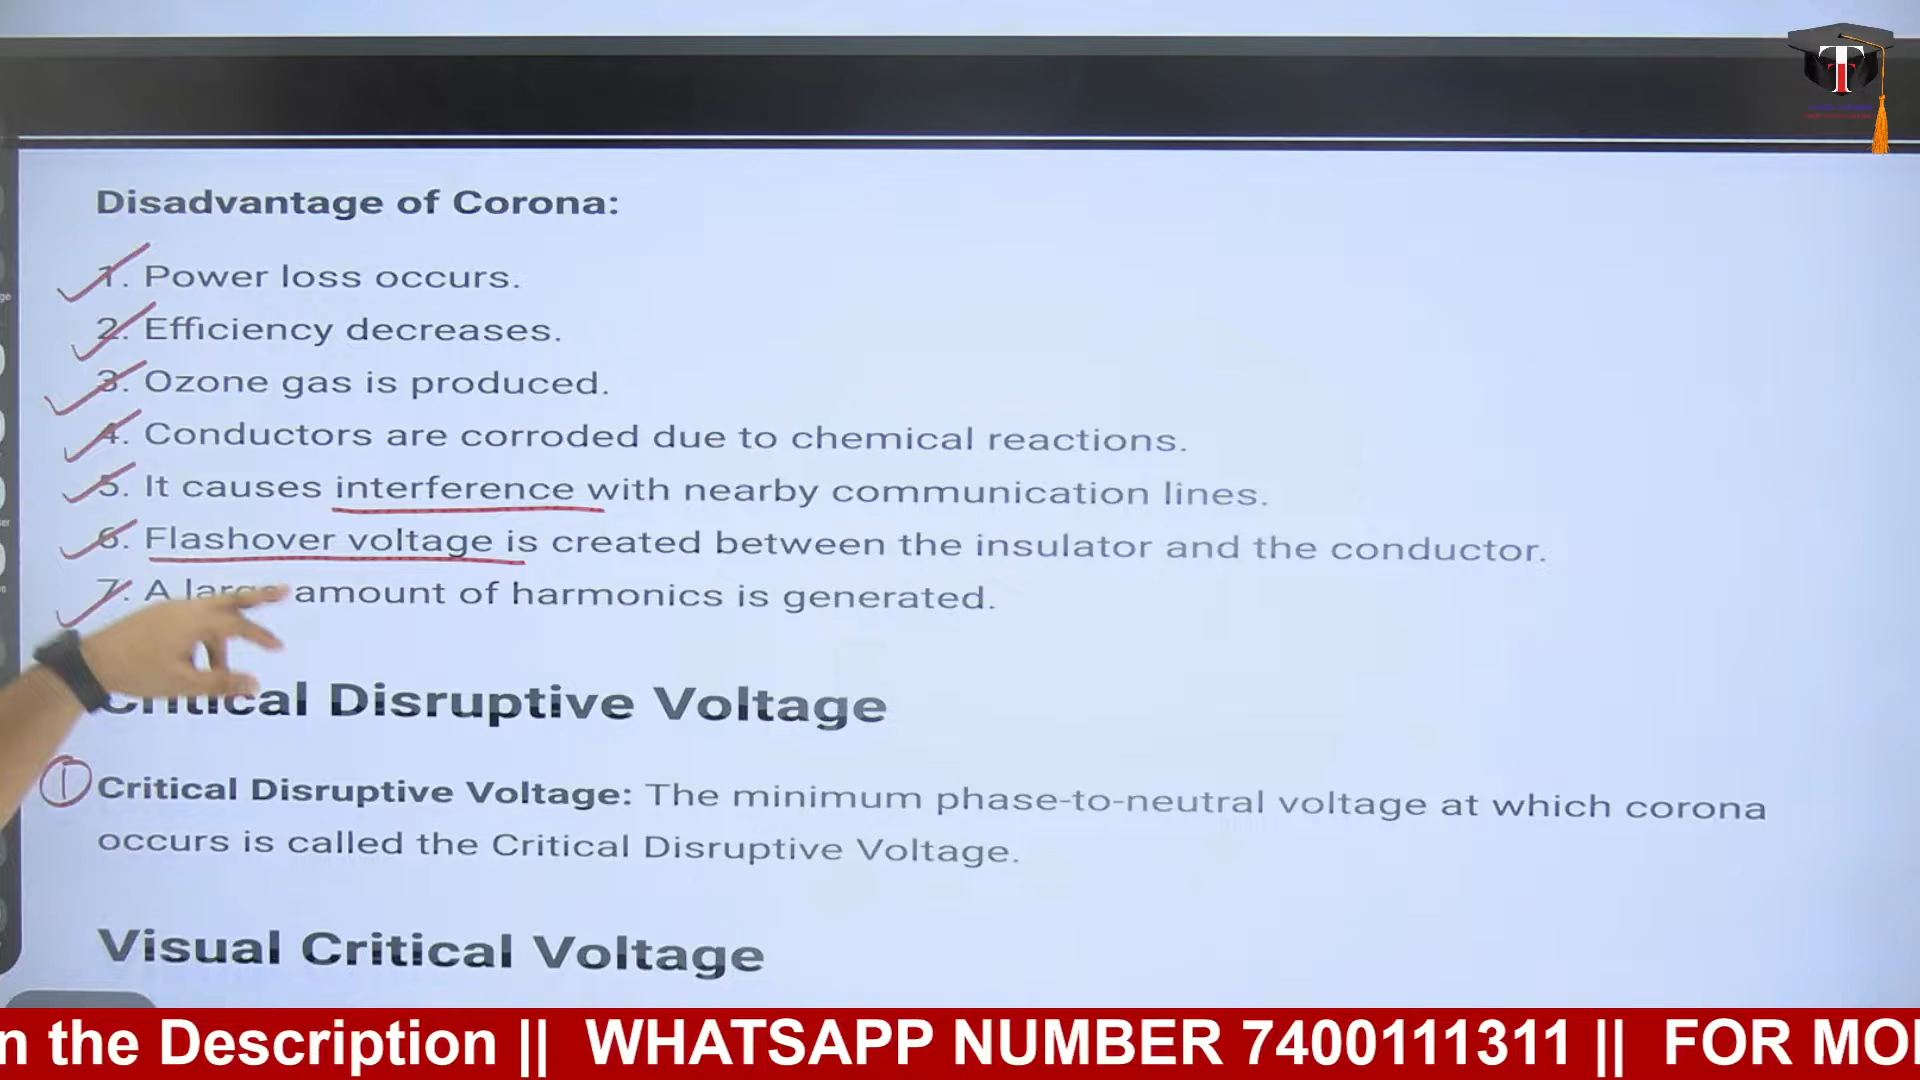 Disadvantage of Corona:
1. Power loss occurs.
2. Efficiency decreases.
3. Ozone gas is produced.
4. Conductors are corroded due to chemical reactions.
5. It causes interference with nearby communication lines.
6. Flashover voltage is created between the insulator and the conductor.
7. A large amount of harmonics is generated.
Critical Disruptive Voltage
① Critical Disruptive Voltage: The minimum phase-to-neutral voltage at which corona
occurs is called the Critical Disruptive Voltage.
Visual Critical Voltage
n the Description || WHATSAPP NUMBER 7400111311 || FOR MO